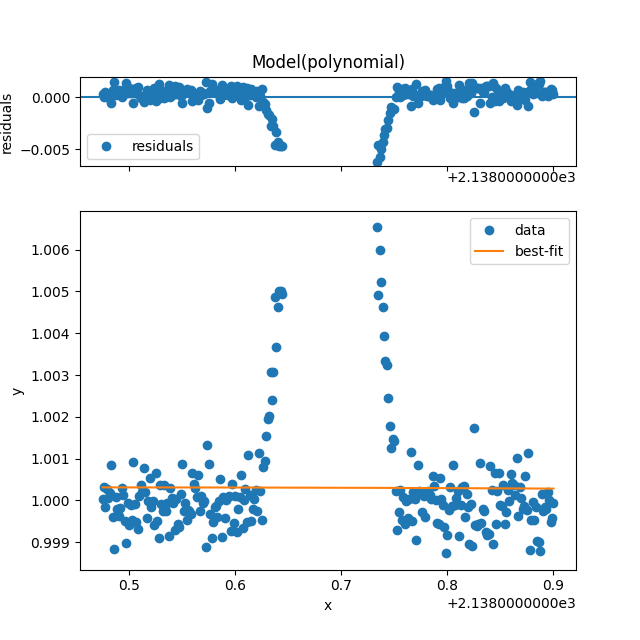 Model(polynomial)
residuals
0.000
−0.005
residuals
+2.1380000000e3
y
1.006
1.005
1.004
1.003
1.002
1.001
1.000
0.999
data
best-fit
0.5 0.6 0.7 0.8 0.9
x
+2.1380000000e3